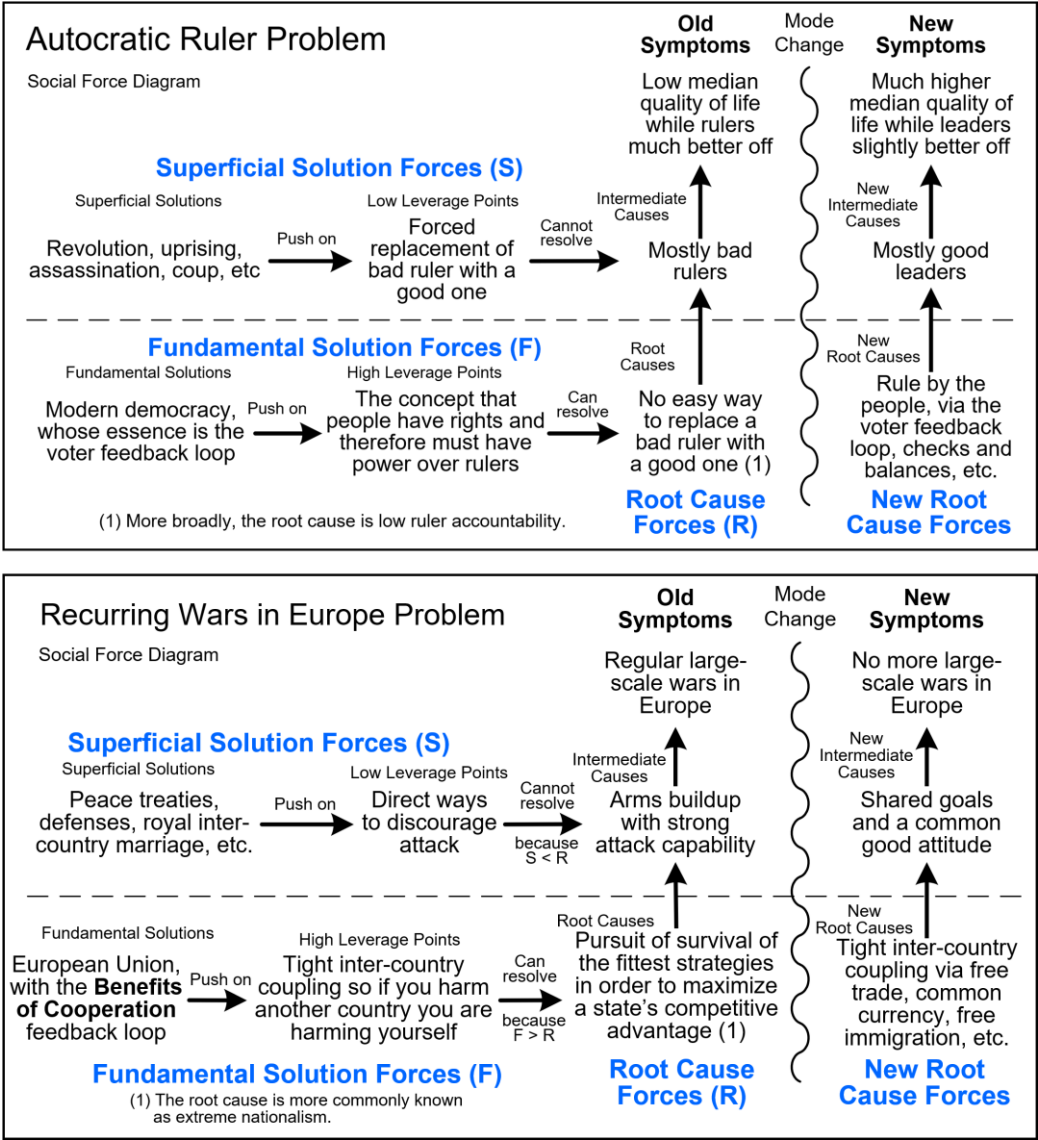 Autocratic Ruler Problem
Social Force Diagram
Old
Symptoms
Mode
Change
New
Symptoms
Low median
quality of life
while rulers
much better off
Much higher
median quality of
life while leaders
slightly better off
Superficial Solution Forces (S)
Superficial Solutions
Revolution, uprising,
assassination, coup, etc
Push on
Low Leverage Points
Forced
replacement of
bad ruler with a
good one
Cannot
resolve
Intermediate
Causes
Mostly bad
rulers
New
Intermediate
Causes
Mostly good
leaders
Fundamental Solution Forces (F)
Fundamental Solutions
Modern democracy,
whose essence is the
voter feedback loop
Push on
High Leverage Points
The concept that
people have rights and
therefore must have
power over rulers
Can
resolve
Root
Causes
No easy way
to replace a
bad ruler with
a good one (1)
Root Cause
Forces (R)
New
Root Causes
Rule by the
people, via the
voter feedback
loop, checks and
balances, etc.
New Root
Cause Forces
(1) More broadly, the root cause is low ruler accountability.
Recurring Wars in Europe Problem
Social Force Diagram
Old
Symptoms
Mode
Change
New
Symptoms
Regular large-
scale wars in
Europe
No more large-
scale wars in
Europe
Superficial Solution Forces (S)
Superficial Solutions
Peace treaties,
defenses, royal inter-
country marriage, etc.
Push on
Low Leverage Points
Direct ways
to discourage
attack
Cannot
resolve
because
S < R
Intermediate
Causes
Arms buildup
with strong
attack capability
New
Intermediate
Causes
Shared goals
and a common
good attitude
Fundamental Solutions
European Union,
with the Benefits
of Cooperation
feedback loop
Push on
High Leverage Points
Tight inter-country
coupling so if you harm
another country you are
harming yourself
Can
resolve
because
F > R
Root Causes
Pursuit of survival of
the fittest strategies
in order to maximize
a state's competitive
advantage (1)
New
Root Causes
Tight inter-country
coupling via free
trade, common
currency, free
immigration, etc.
Fundamental Solution Forces (F)
Root Cause
Forces (R)
New Root
Cause Forces
(1) The root cause is more commonly known
as extreme nationalism.